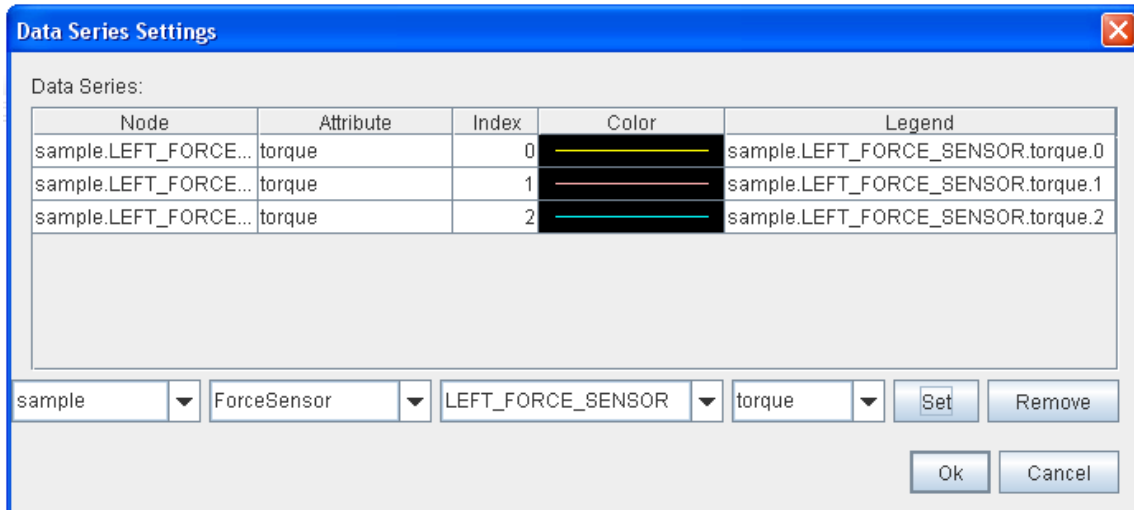 Data Series Settings
Data Series:
Node Attribute Index Color Legend
sample.LEFT_FORCE... torque 0 sample.LEFT_FORCE_SENSOR.torque.0
sample.LEFT_FORCE... torque 1 sample.LEFT_FORCE_SENSOR.torque.1
sample.LEFT_FORCE... torque 2 sample.LEFT_FORCE_SENSOR.torque.2
sample ForceSensor LEFT_FORCE_SENSOR torque Set Remove
Ok Cancel